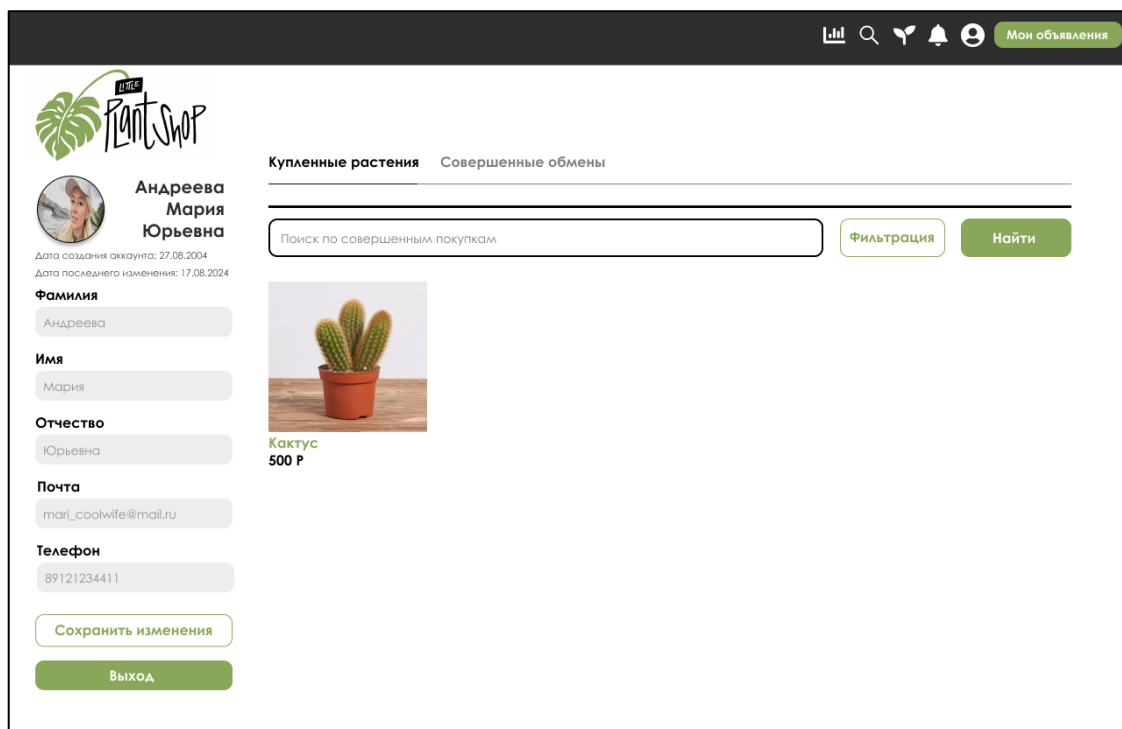 Мои объявления
LITTLE
Plant Shop
Купленные растения Совершенные обмены
Андреева
Мария
Юрьевна
Дата создания аккаунта: 27.08.2004
Дата последнего изменения: 17.08.2024
Фамилия
Андреева
Имя
Мария
Отчество
Юрьевна
Почта
mari_coolwife@mail.ru
Телефон
89121234411
Сохранить изменения
Выход
Поиск по совершенным покупкам
Фильтрация
Найти
Кактус
500 Р